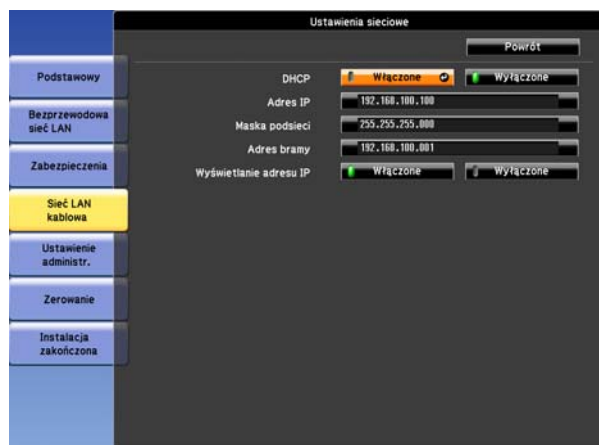 Ustawienia sieciowe
Powrót
Podstawowy
Bezprzewodowa
sieć LAN
Zabezpieczenia
Sieć LAN
kablowa
Ustawienie
administr.
Zerowanie
Instalacja
zakończona
DHCP Włączone Wyłączone
Adres IP 192.168.100.100
Maska podsieci 255.255.255.000
Adres bramy 192.168.100.001
Wyświetlanie adresu IP Włączone Wyłączone